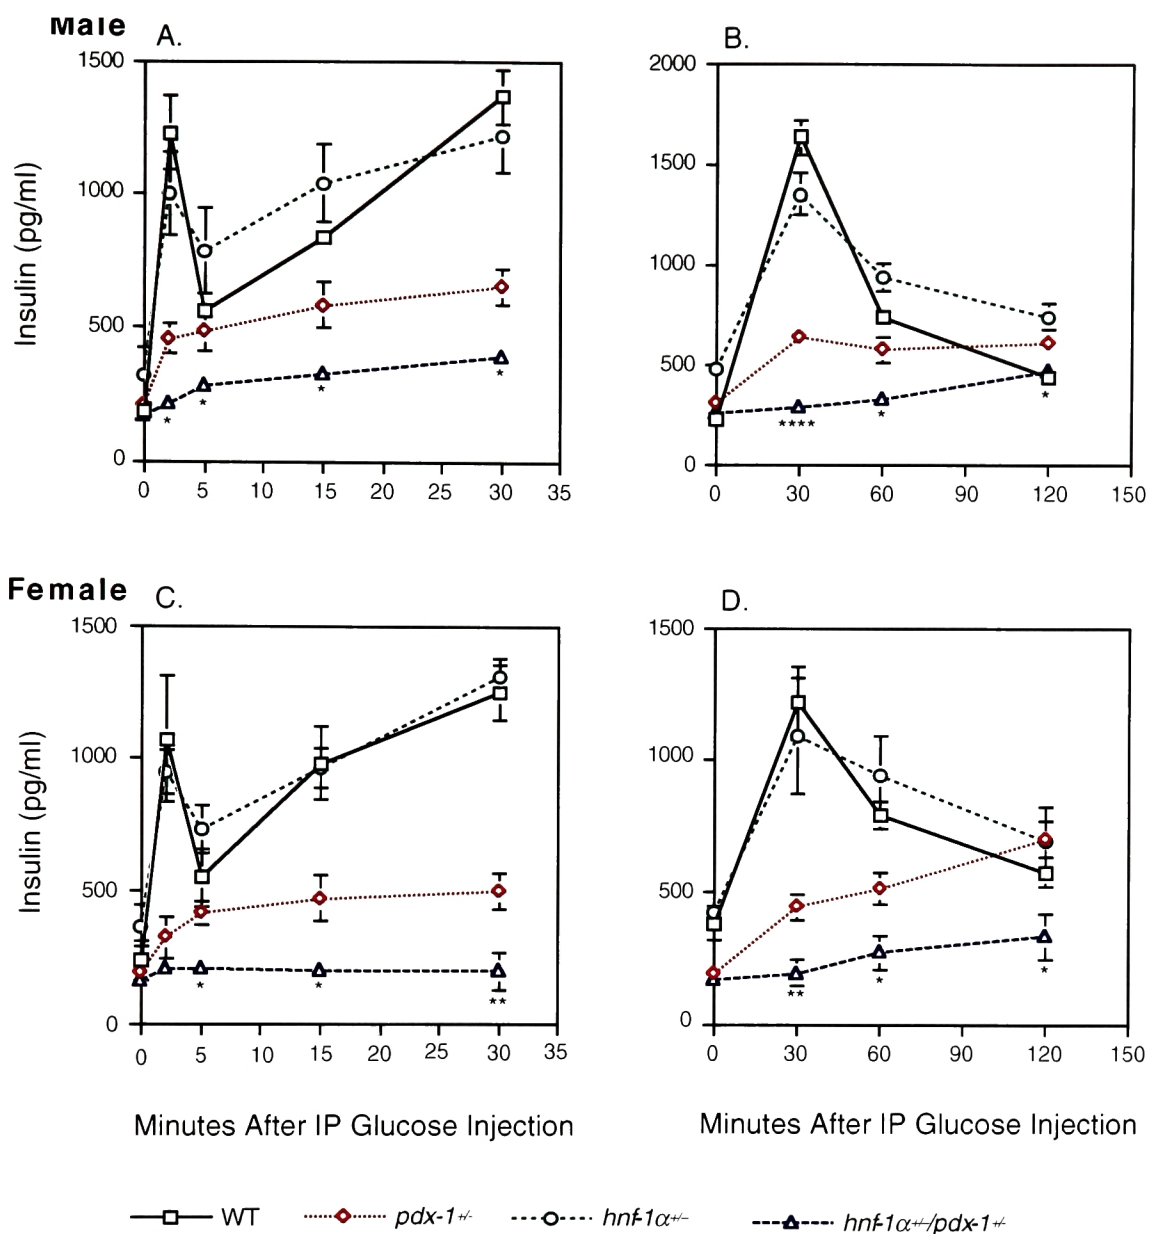 Male
A.
B.
1500
1000
500
0
Insulin (pg/ml)
0 5 10 15 20 25 30 35
* * * *
2000
1500
1000
500
0
0 30 60 90 120 150
**** * *
Female
C.
D.
1500
1000
500
0
Insulin (pg/ml)
0 5 15 15 20 25 30 35
* * **
1500
1000
500
0
0 30 60 90 120 150
** * *
Minutes After IP Glucose Injection
Minutes After IP Glucose Injection
WT pdx-1+/- hnf-1α+/- hnf-1α+/-/pdx-1+/-